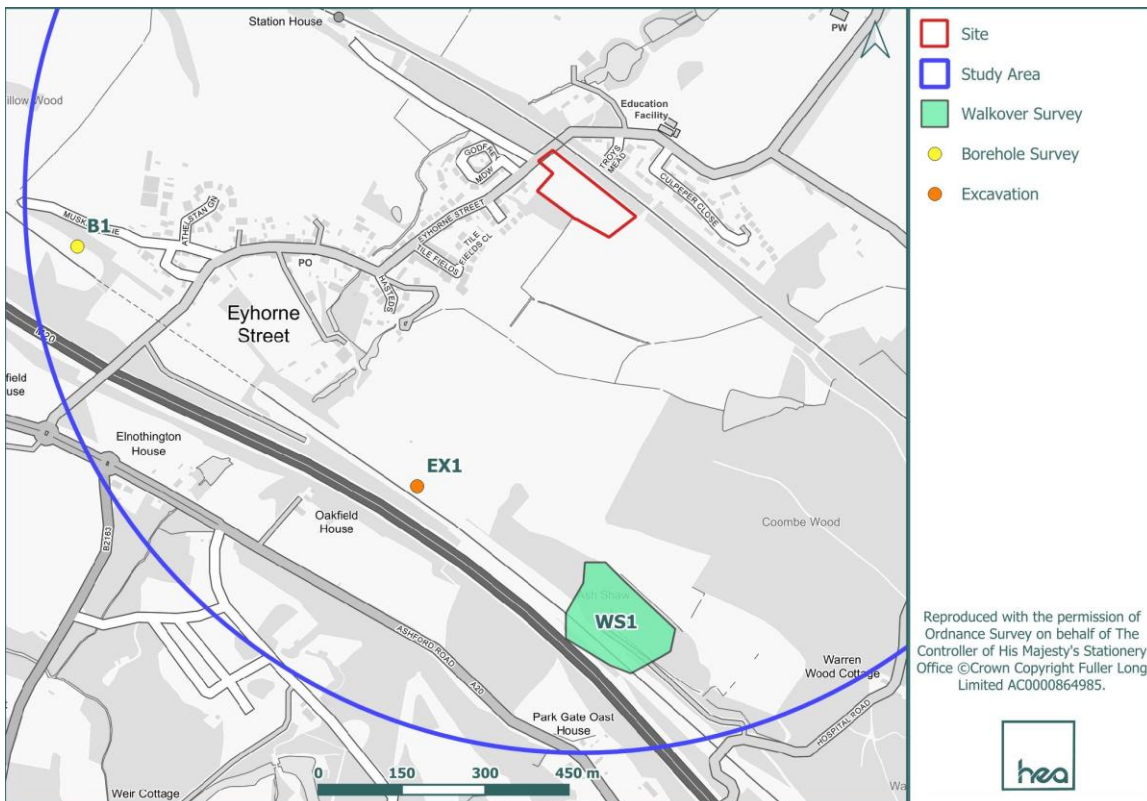 Station House
PW
illow Wood
Education
Facility
GODFREY
MDW
TROYS
MEAD
CULPEPER CLOSE
ATHELSTAN GN
B1
EYHORNE STREET
TILE FIELDS
TILE
FIELDS CL
PO
HASTEDS
Eyhorne
Street
M20
field
use
Elnothington
House
EX1
Oakfield
House
B2163
Coombe Wood
Ash Shaw
WS1
ASHFORD ROAD
A20
Warren
Wood Cottage
HOSPITAL ROAD
Park Gate Oast
House
Weir Cottage
Wa
0 150 300 450 m
Site
Study Area
Walkover Survey
Borehole Survey
Excavation
Reproduced with the permission of
Ordnance Survey on behalf of The
Controller of His Majesty's Stationery
Office ©Crown Copyright Fuller Long
Limited AC0000864985.
hea